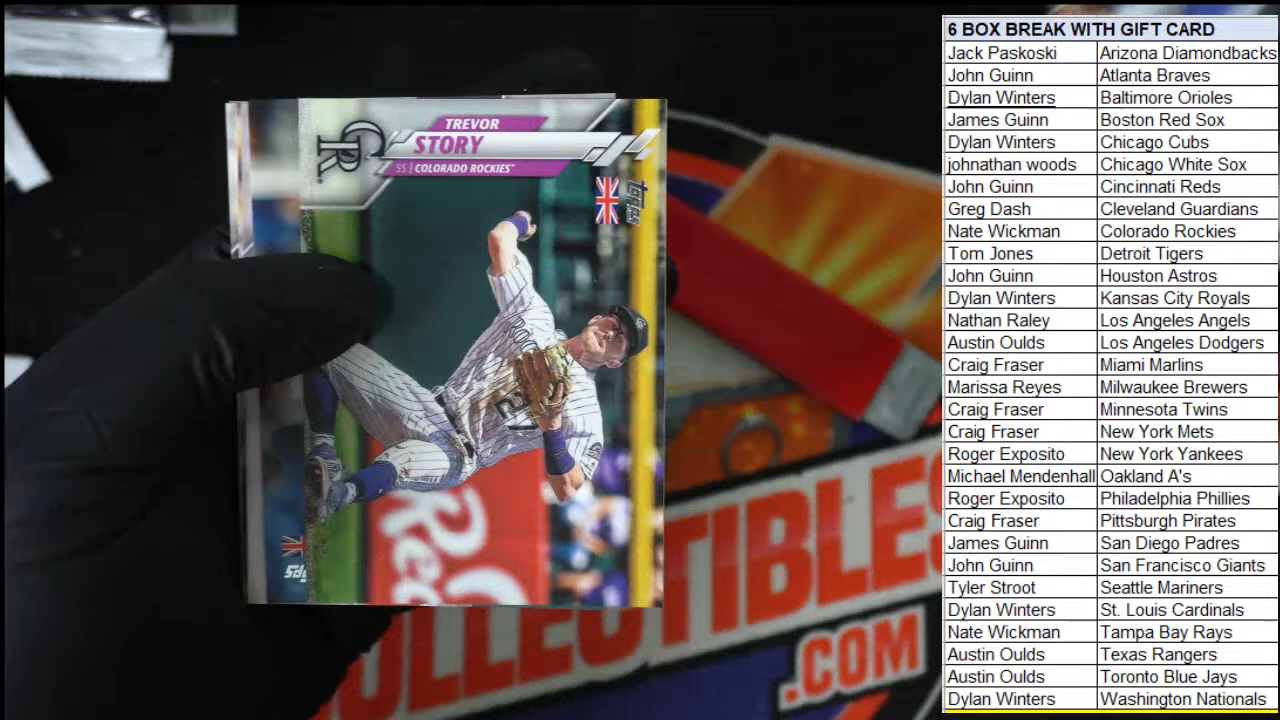 TREVOR
STORY
SS | COLORADO ROCKIES™
CR
topps
COLLECTIBLES
.COM
6 BOX BREAK WITH GIFT CARD
Jack Paskoski Arizona Diamondbacks
John Guinn Atlanta Braves
Dylan Winters Baltimore Orioles
James Guinn Boston Red Sox
Dylan Winters Chicago Cubs
johnathan woods Chicago White Sox
John Guinn Cincinnati Reds
Greg Dash Cleveland Guardians
Nate Wickman Colorado Rockies
Tom Jones Detroit Tigers
John Guinn Houston Astros
Dylan Winters Kansas City Royals
Nathan Raley Los Angeles Angels
Austin Oulds Los Angeles Dodgers
Craig Fraser Miami Marlins
Marissa Reyes Milwaukee Brewers
Craig Fraser Minnesota Twins
Craig Fraser New York Mets
Roger Exposito New York Yankees
Michael Mendenhall Oakland A's
Roger Exposito Philadelphia Phillies
Craig Fraser Pittsburgh Pirates
James Guinn San Diego Padres
John Guinn San Francisco Giants
Tyler Stroot Seattle Mariners
Dylan Winters St. Louis Cardinals
Nate Wickman Tampa Bay Rays
Austin Oulds Texas Rangers
Austin Oulds Toronto Blue Jays
Dylan Winters Washington Nationals